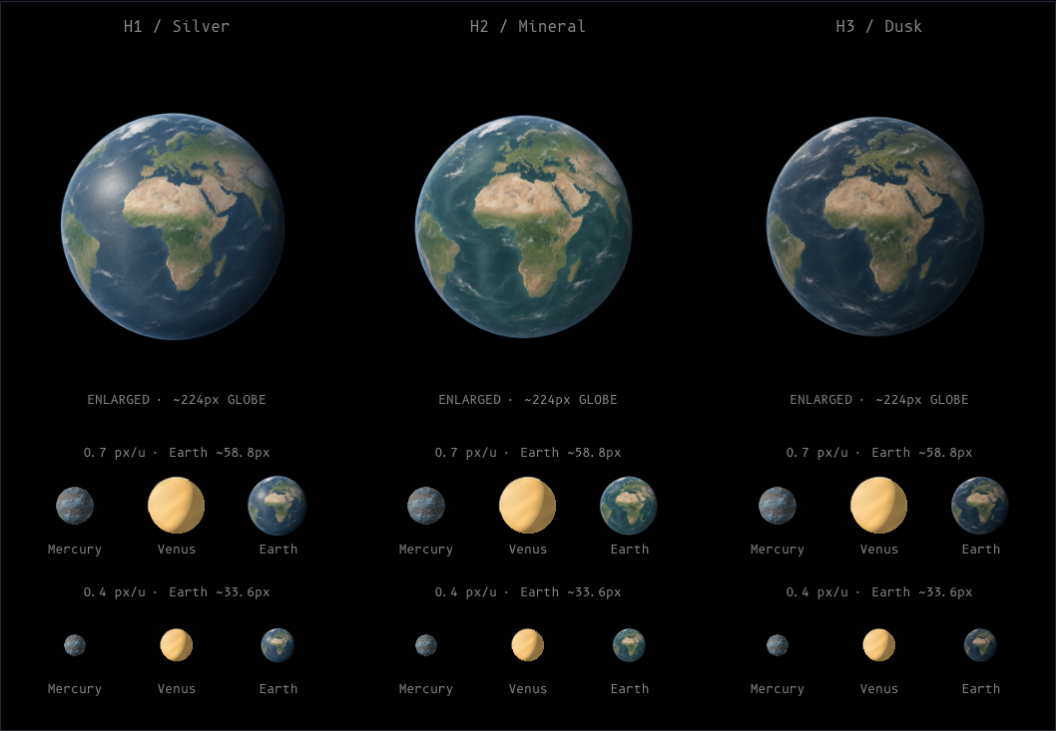 H1 / Silver H2 / Mineral H3 / Dusk
ENLARGED · ~224px GLOBE ENLARGED · ~224px GLOBE ENLARGED · ~224px GLOBE
0.7 px/u · Earth ~58.8px 0.7 px/u · Earth ~58.8px 0.7 px/u · Earth ~58.8px
Mercury Venus Earth Mercury Venus Earth Mercury Venus Earth
0.4 px/u · Earth ~33.6px 0.4 px/u · Earth ~33.6px 0.4 px/u · Earth ~33.6px
Mercury Venus Earth Mercury Venus Earth Mercury Venus Earth